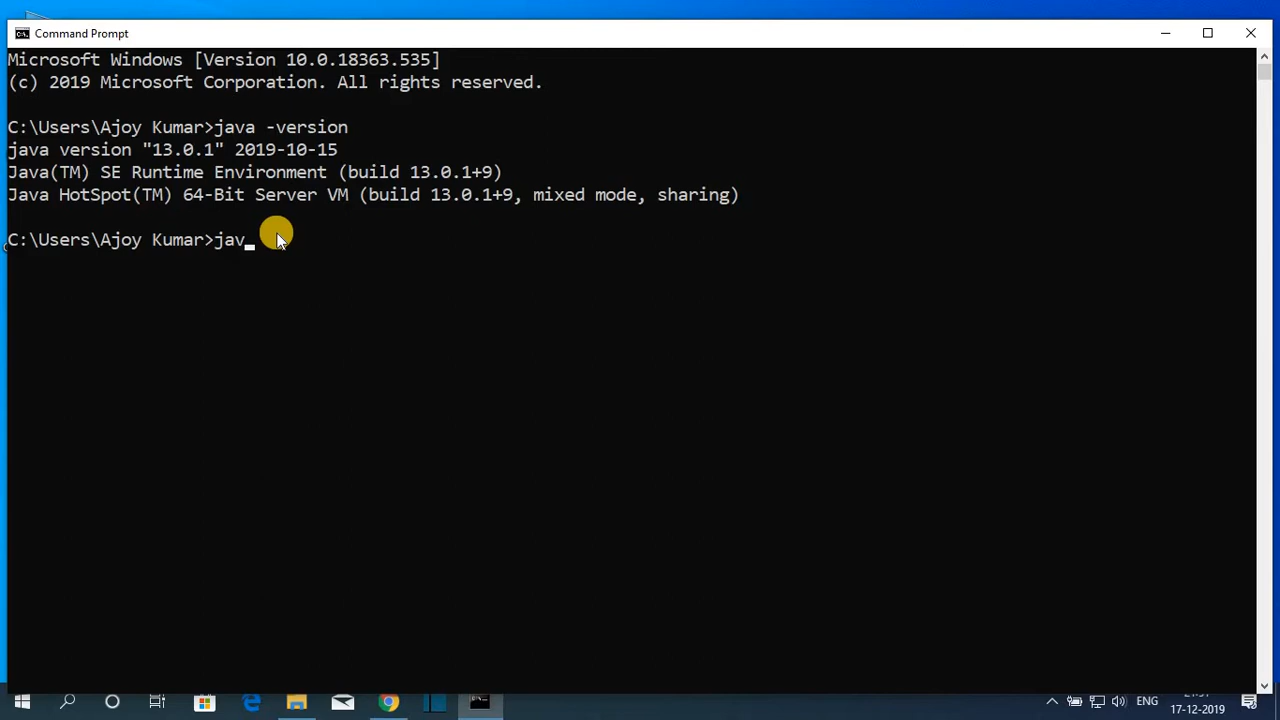 Command Prompt
Microsoft Windows [Version 10.0.18363.535]
(c) 2019 Microsoft Corporation. All rights reserved.
C:\Users\Ajoy Kumar>java -version
java version "13.0.1" 2019-10-15
Java(TM) SE Runtime Environment (build 13.0.1+9)
Java HotSpot(TM) 64-Bit Server VM (build 13.0.1+9, mixed mode, sharing)
C:\Users\Ajoy Kumar>jav_
ENG
17-12-2019